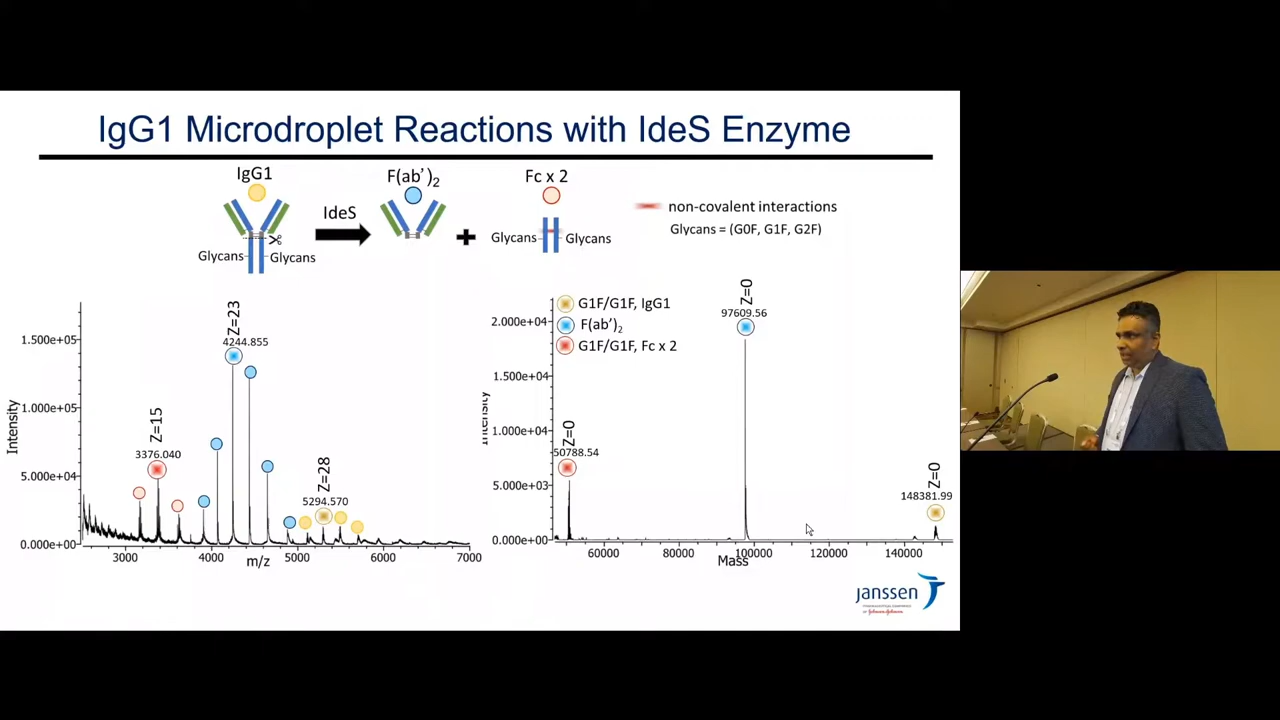 IgG1 Microdroplet Reactions with IdeS Enzyme
IgG1
F(ab’)2
Fc x 2
IdeS
non-covalent interactions
Glycans = (G0F, G1F, G2F)
Glycans
Glycans
Glycans
Glycans
Intensity
1.500e+05
1.000e+05
5.000e+04
0.000e+00
Z=15
3376.040
Z=23
4244.855
Z=28
5294.570
3000
4000
5000
6000
7000
m/z
Intensity
2.000e+04
1.500e+04
1.000e+04
5.000e+03
0.000e+00
G1F/G1F, IgG1
F(ab’)2
G1F/G1F, Fc x 2
Z=0
50788.54
Z=0
97609.56
Z=0
148381.99
60000
80000
100000
120000
140000
Mass
janssen